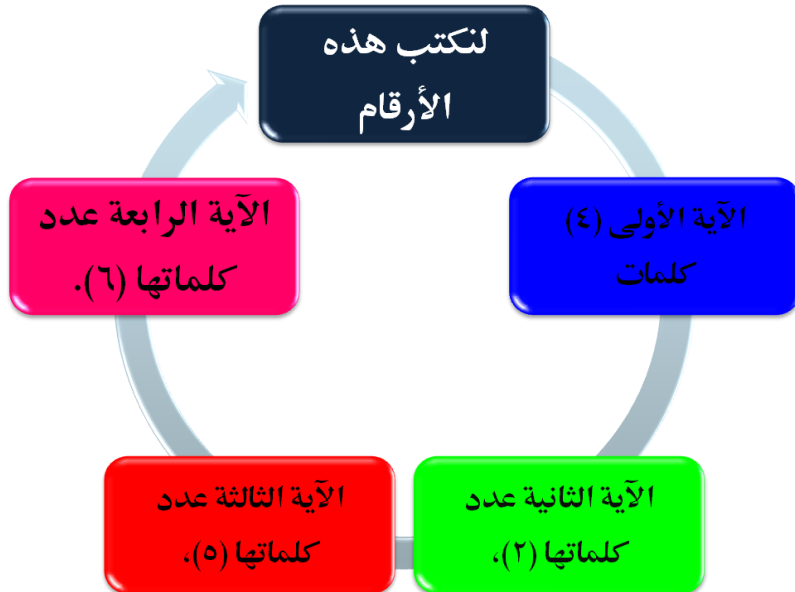 لنكتب هذه
الأرقام
الآية الأولى (٤)
كلمات
الآية الثانية عدد
كلماتها (٢)،
الآية الثالثة عدد
كلماتها (٥)،
الآية الرابعة عدد
كلماتها (٦).